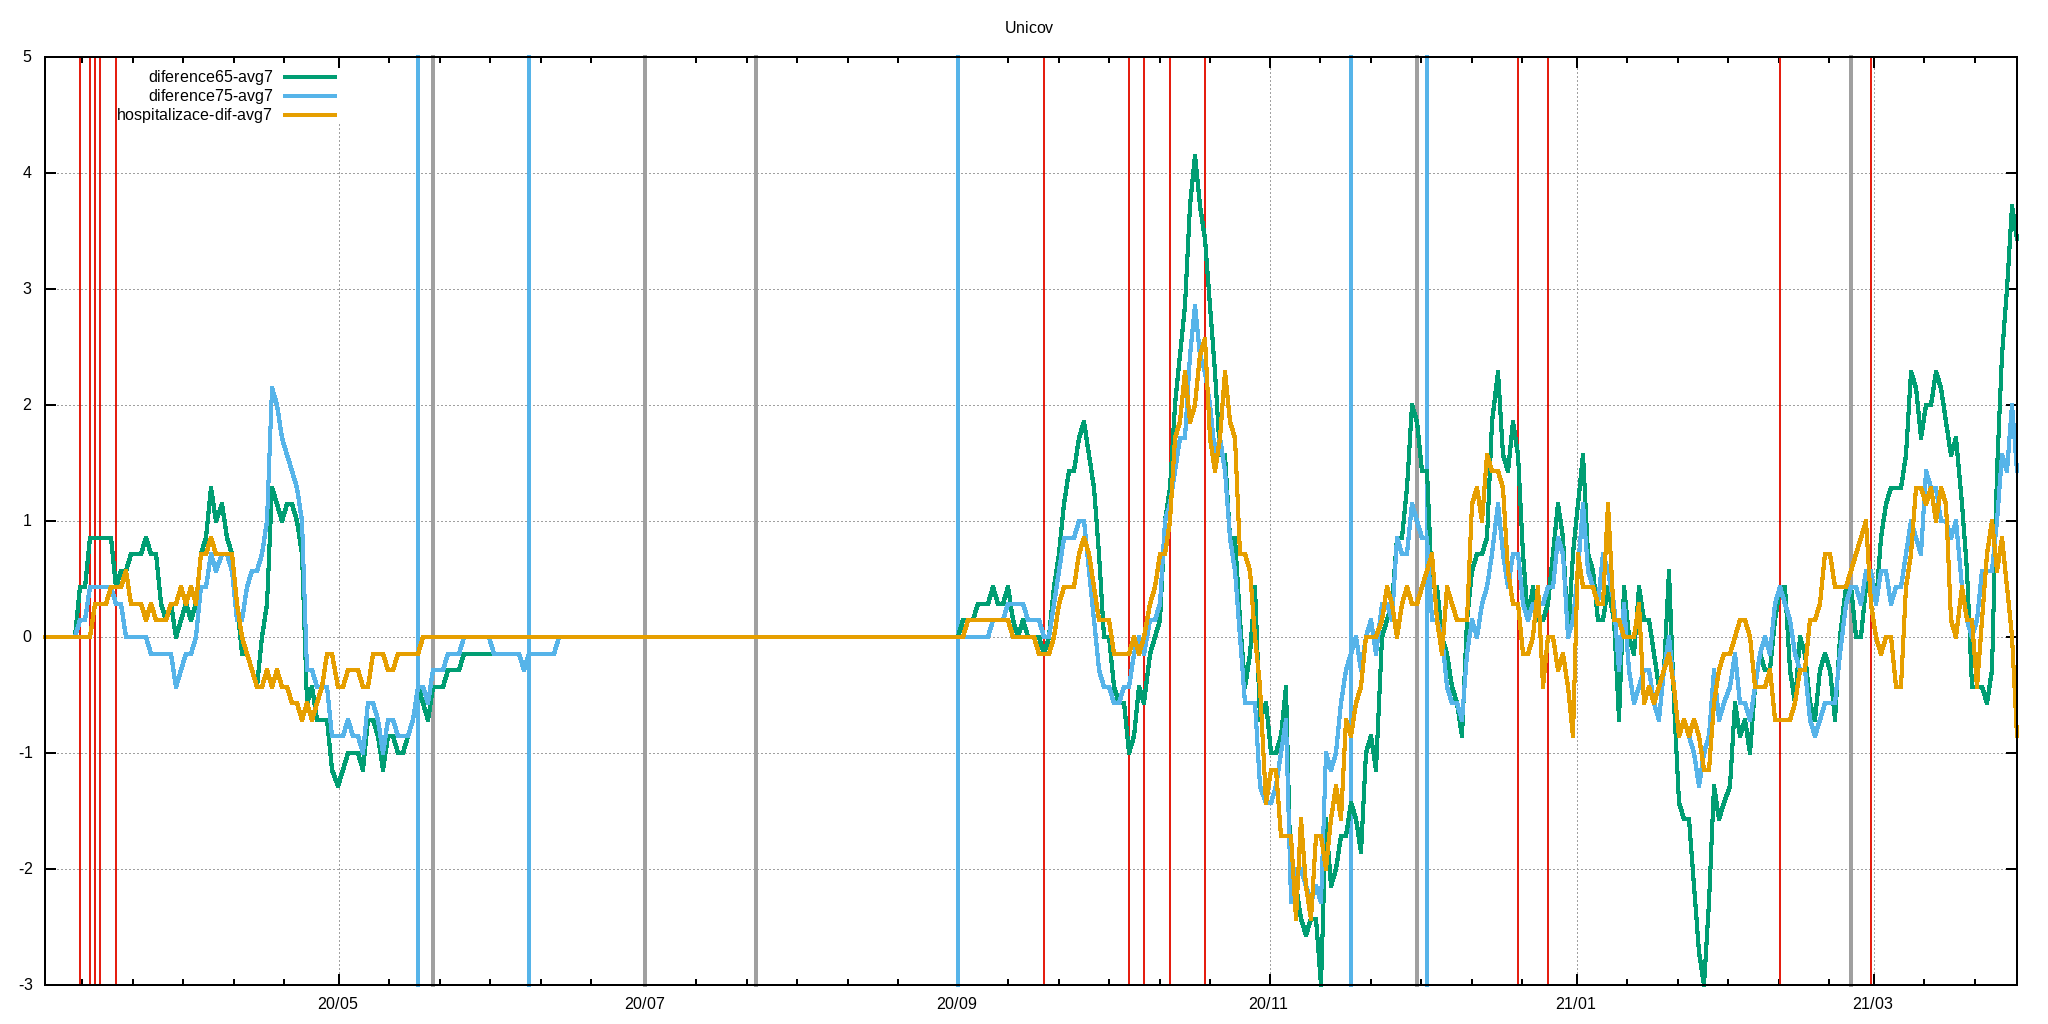 Unicov
5
diference65-avg7
diference75-avg7
hospitalizace-dif-avg7
4
3
2
1
0
-1
-2
-3
20/05 20/07 20/09 20/11 21/01 21/03